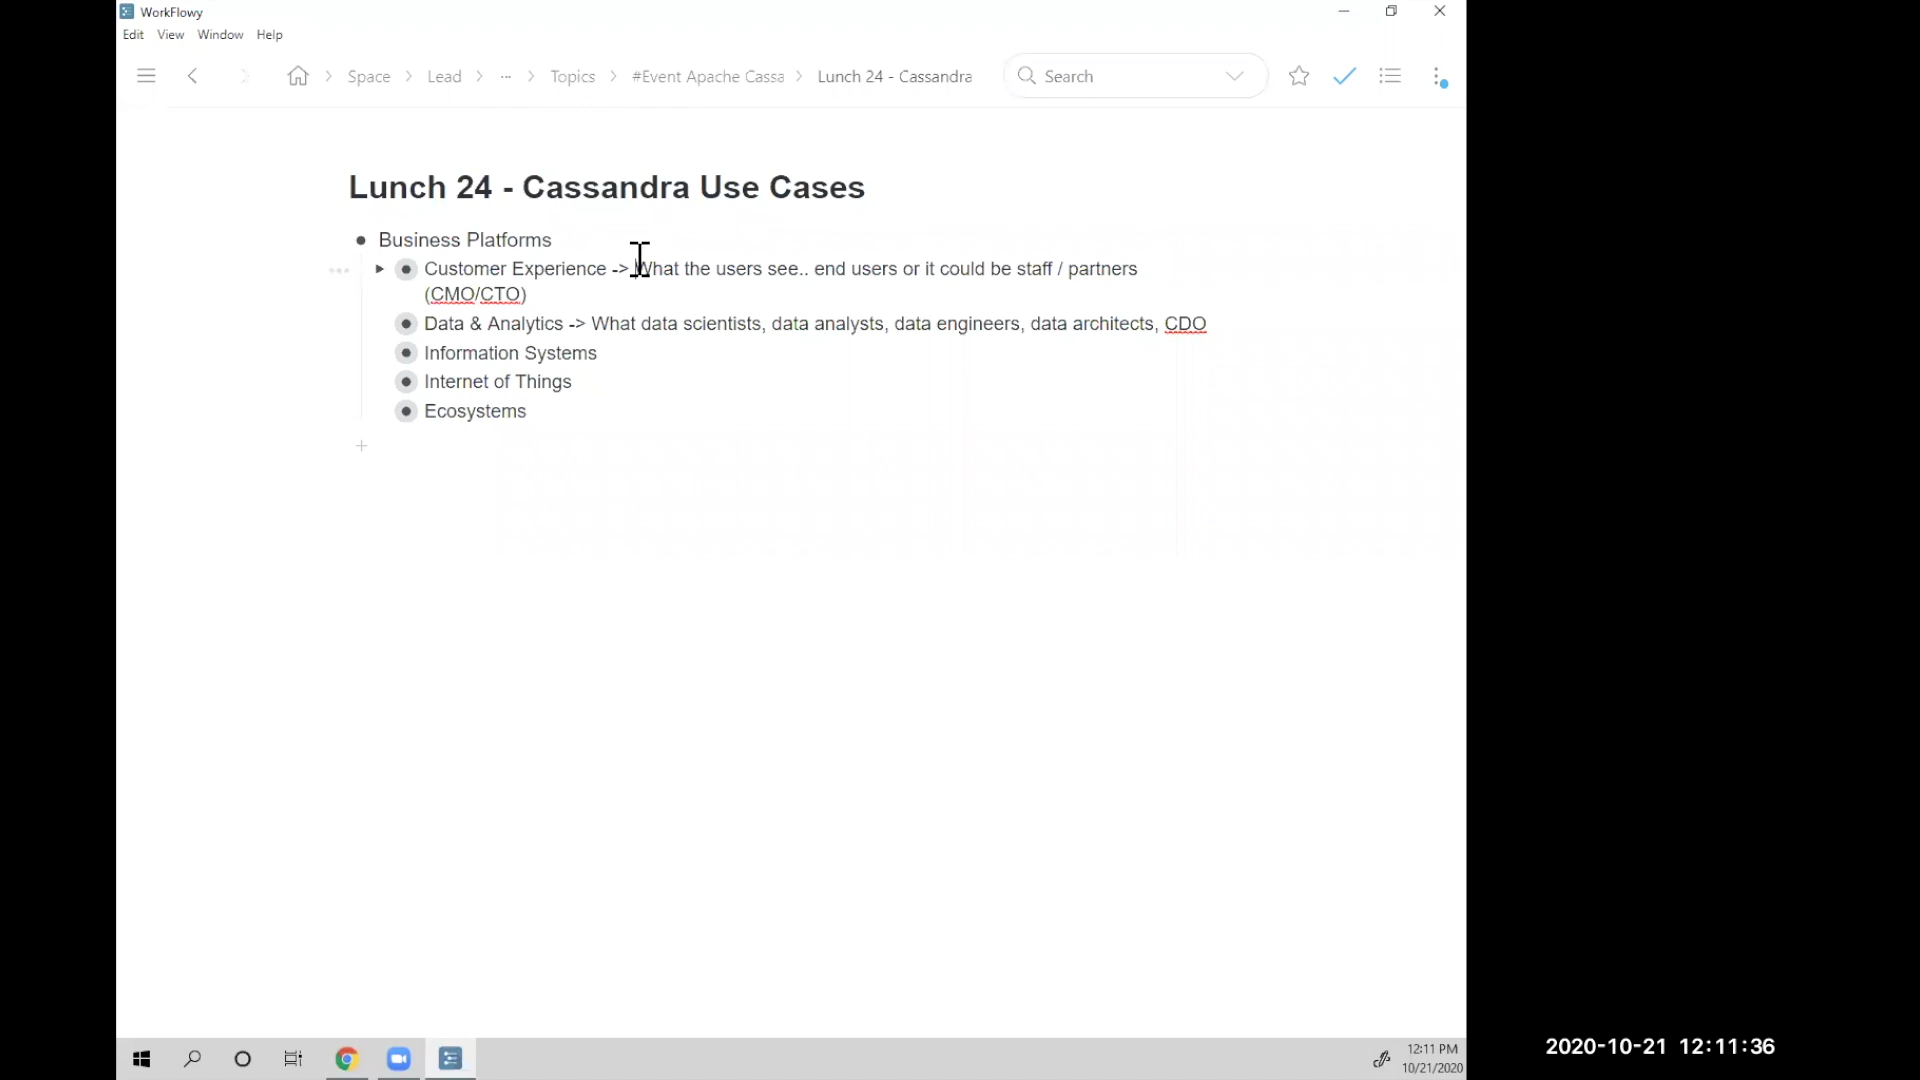 WorkFlowy
Edit View Window Help
Space > Lead > ... > Topics > #Event Apache Cassa > Lunch 24 - Cassandra
Search
Lunch 24 - Cassandra Use Cases
Business Platforms
Customer Experience -> What the users see.. end users or it could be staff / partners
(CMO/CTO)
Data & Analytics -> What data scientists, data analysts, data engineers, data architects, CDO
Information Systems
Internet of Things
Ecosystems
12:11 PM
10/21/2020
2020-10-21 12:11:36